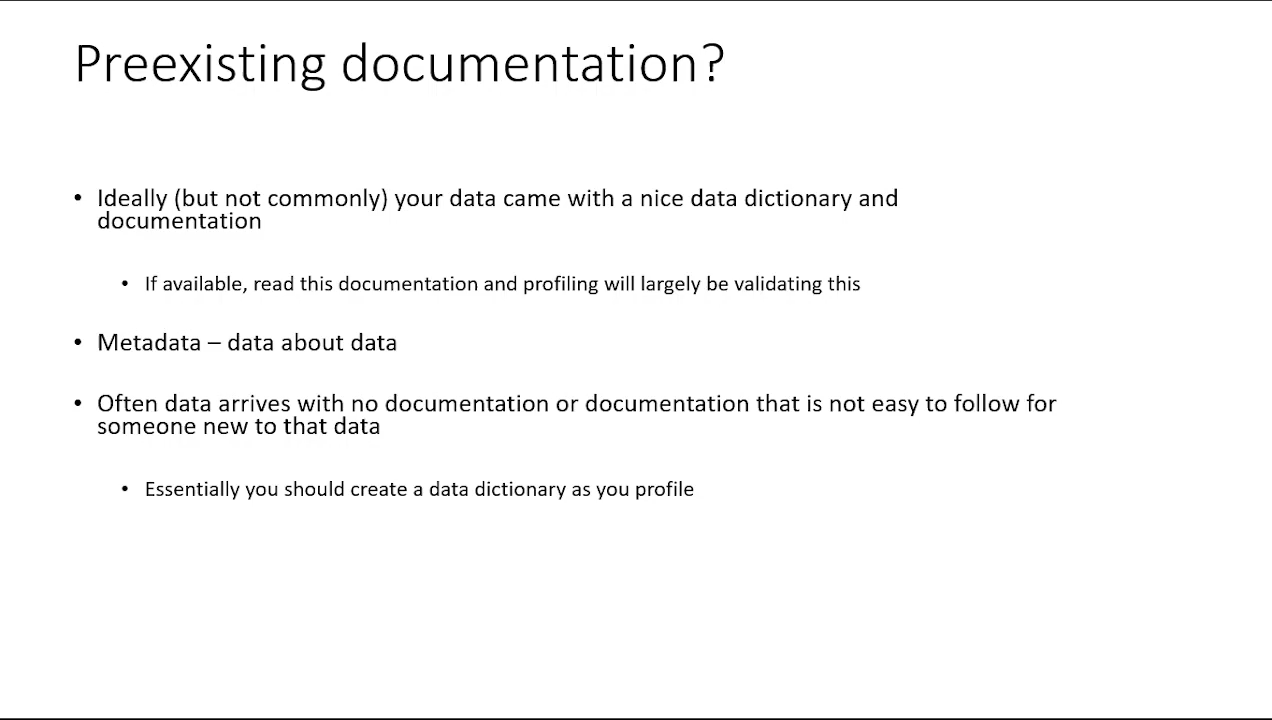 Preexisting documentation?
• Ideally (but not commonly) your data came with a nice data dictionary and
documentation
• If available, read this documentation and profiling will largely be validating this
• Metadata – data about data
• Often data arrives with no documentation or documentation that is not easy to follow for
someone new to that data
• Essentially you should create a data dictionary as you profile